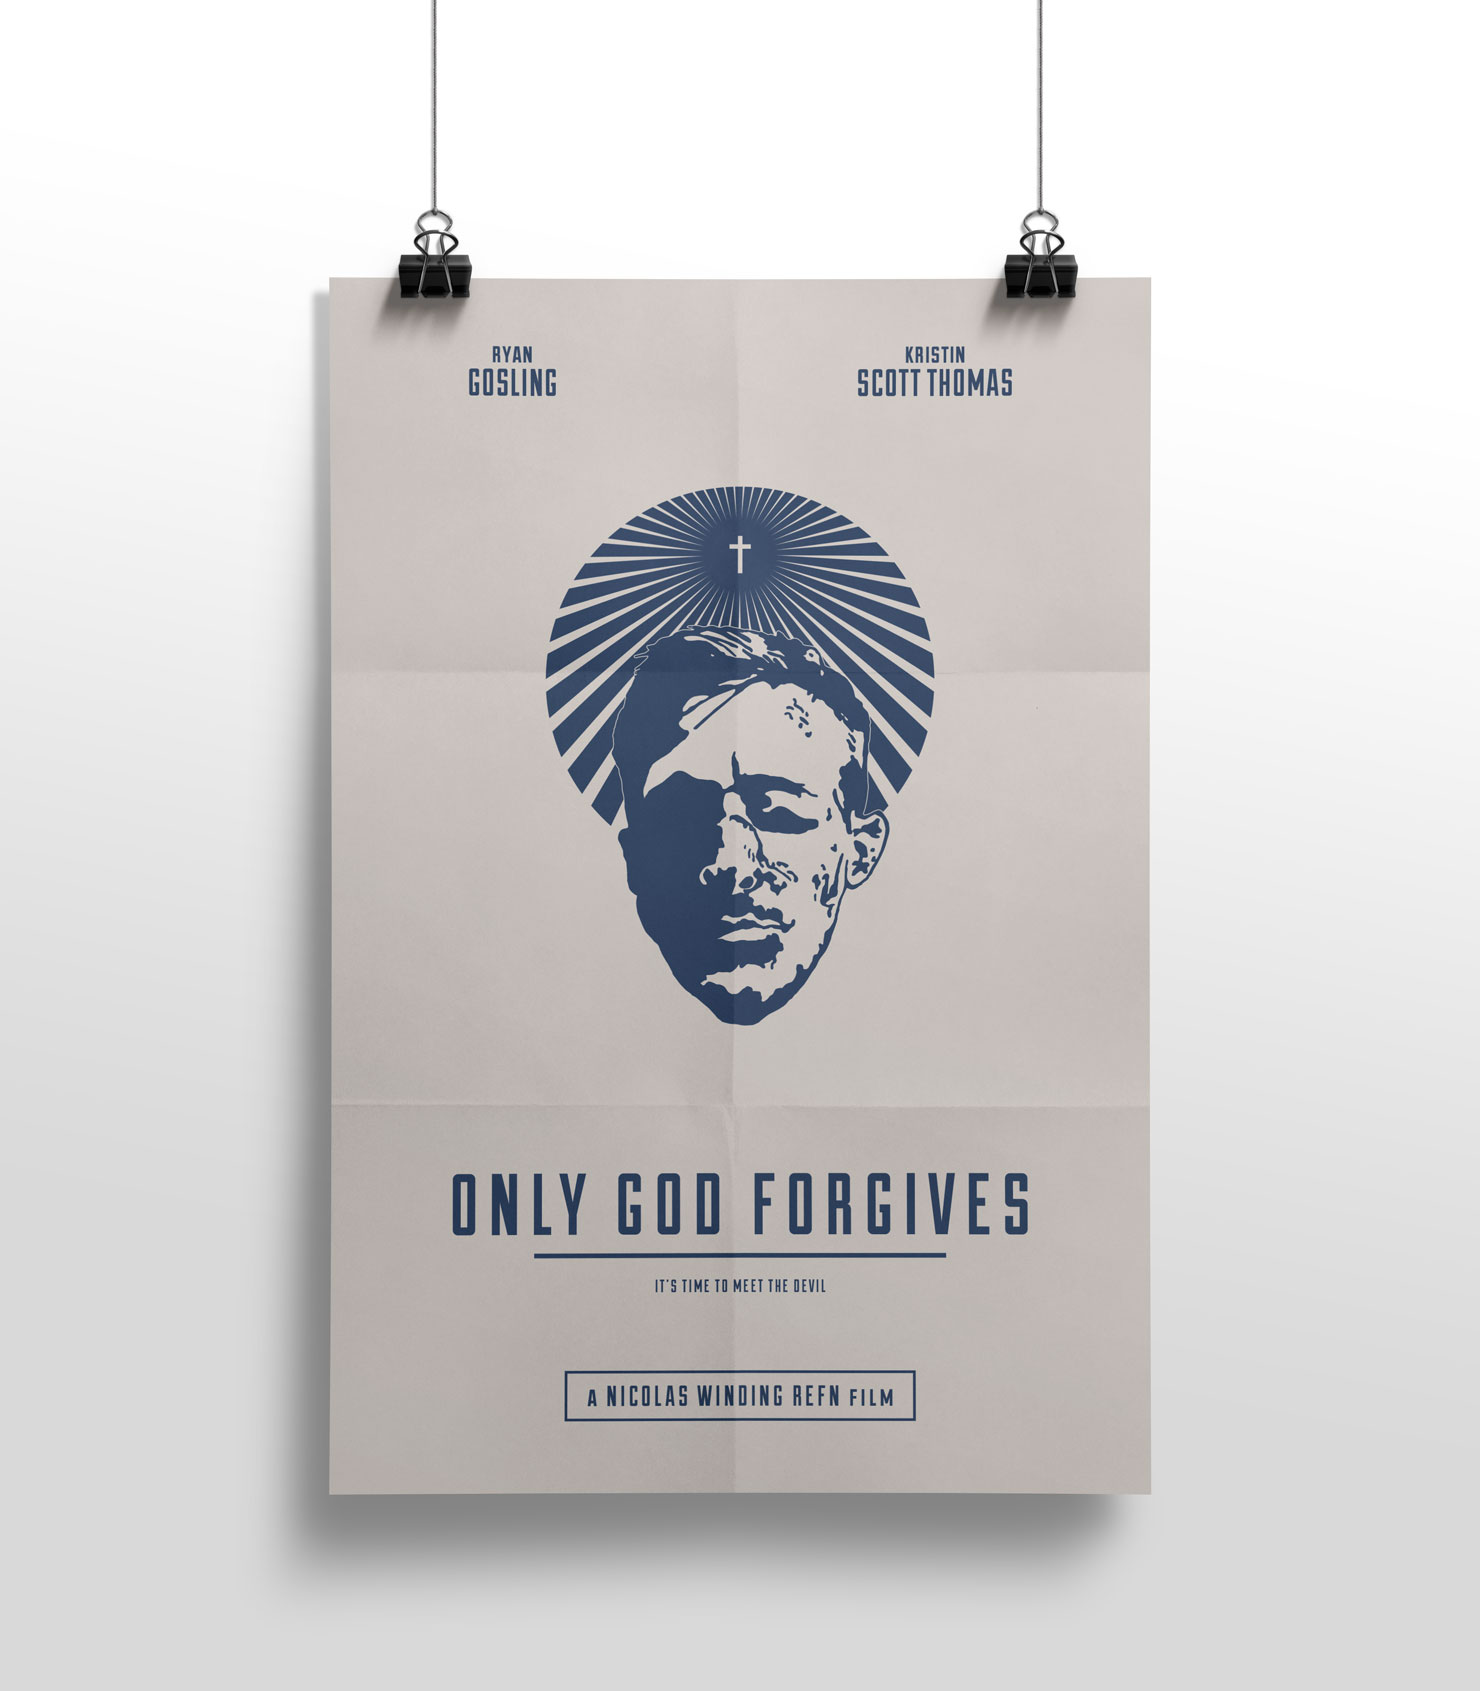 RYAN
GOSLING
KRISTIN
SCOTT THOMAS
ONLY GOD FORGIVES
IT'S TIME TO MEET THE DEVIL
A NICOLAS WINDING REFN FILM